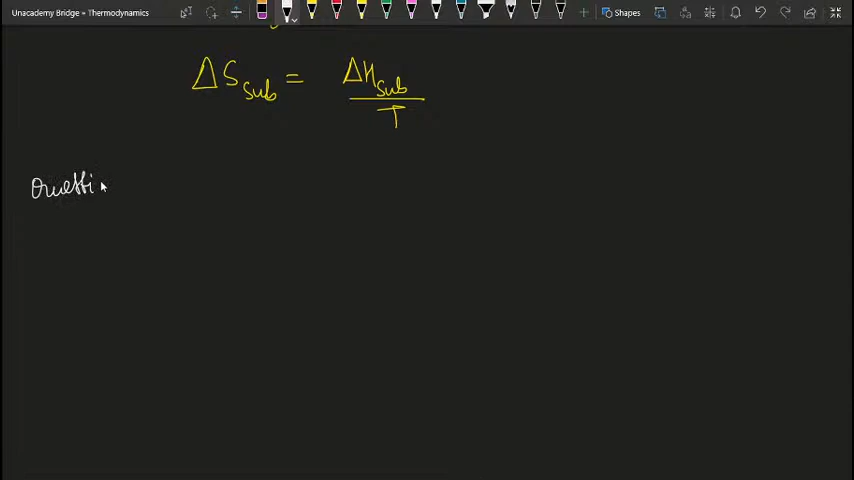 Unacademy Bridge + Thermodynamics
Shapes
ΔS_sub = ΔH_sub / T
Questi